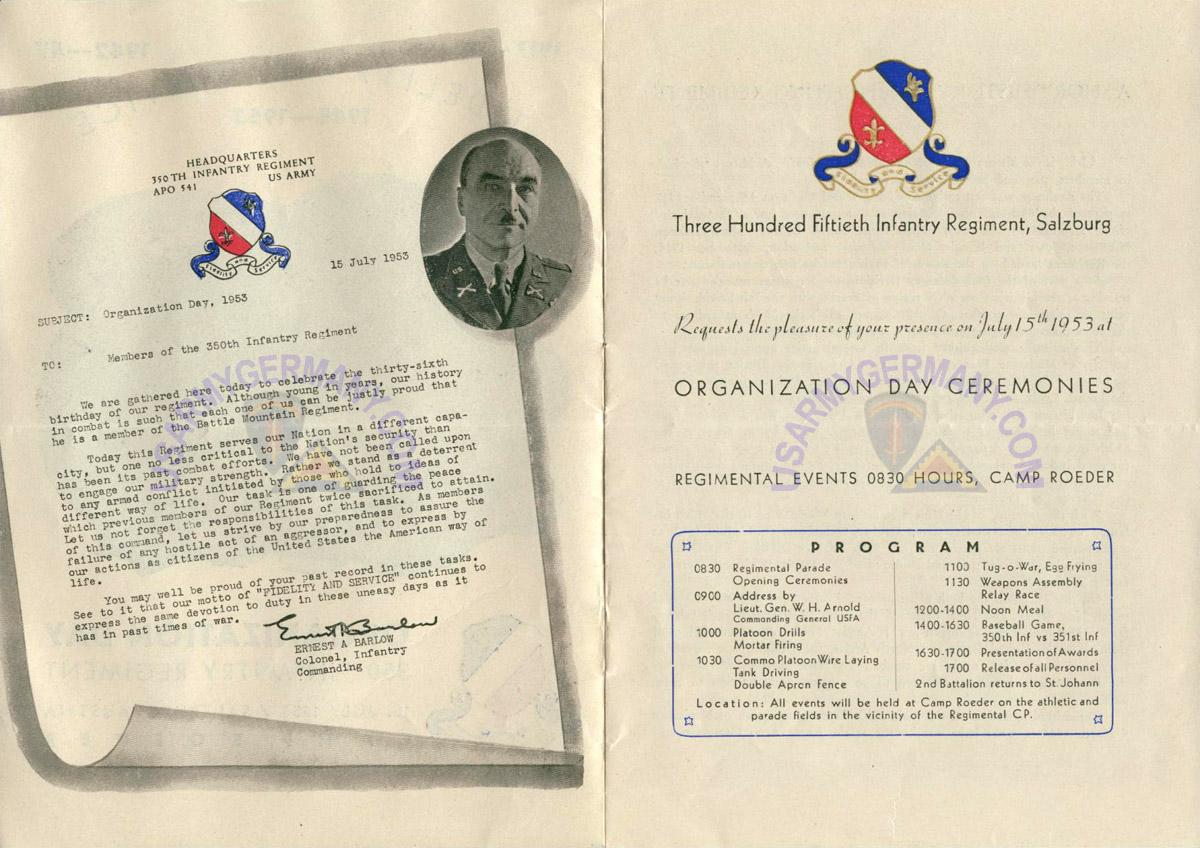 HEADQUARTERS
350TH INFANTRY REGIMENT
APO 541 US ARMY
Fidelity and Service
15 July 1953
SUBJECT: Organization Day, 1953
TO: Members of the 350th Infantry Regiment
We are gathered here today to celebrate the thirty-sixth
birthday of our regiment. Although young in years, our history
in combat is such that each one of us can be justly proud that
he is a member of the Battle Mountain Regiment.
Today this Regiment serves our Nation in a different capa-
city, but one no less critical to the Nation's security than
has been its past combat efforts. We have not been called upon
to engage our military strength. Rather we stand as a deterrent
to any armed conflict initiated by those who hold to ideas of
different way of life. Our task is one of guarding the peace
which previous members of our Regiment twice sacrificed to attain.
Let us not forget the responsibilities of this task. As members
of this command, let us strive by our preparedness to assure the
failure of any hostile act of an aggressor, and to express by
our actions as citizens of the United States the American way of
life.
You may well be proud of your past record in these tasks.
See to it that our motto of "FIDELITY AND SERVICE" continues to
express the same devotion to duty in these uneasy days as it
has in past times of war.
Ernest A Barlow
ERNEST A BARLOW
Colonel, Infantry
Commanding
USARMYGERMANY.COM
Fidelity and Service
Three Hundred Fiftieth Infantry Regiment, Salzburg
Requests the pleasure of your presence on July 15th 1953 at
ORGANIZATION DAY CEREMONIES
REGIMENTAL EVENTS 0830 HOURS, CAMP ROEDER
USARMYGERMANY.COM
PROGRAM
0830 Regimental Parade
Opening Ceremonies
0900 Address by
Lieut. Gen. W. H. Arnold
Commanding General USFA
1000 Platoon Drills
Mortar Firing
1030 Commo Platoon Wire Laying
Tank Driving
Double Apron Fence
1100 Tug-o-War, Egg Frying
1130 Weapons Assembly
Relay Race
1200-1400 Noon Meal
1400-1630 Baseball Game,
350th Inf vs 351st Inf
1630-1700 Presentation of Awards
1700 Release of all Personnel
2nd Battalion returns to St. Johann
Location: All events will be held at Camp Roeder on the athletic and
parade fields in the vicinity of the Regimental CP.